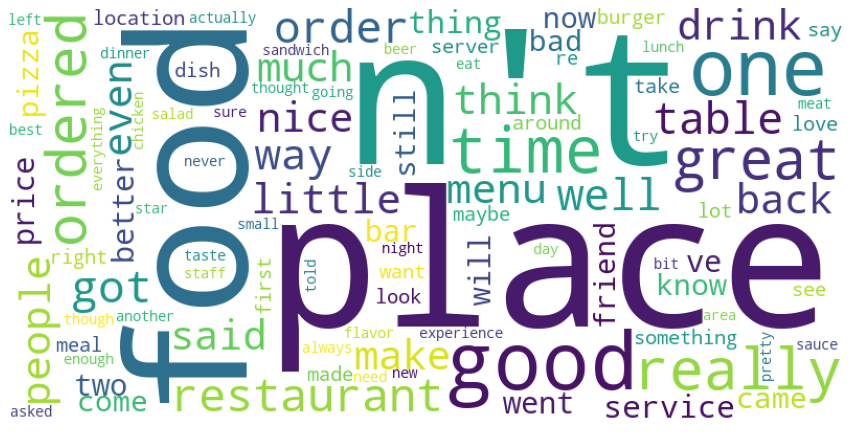 left
actually
location
order
thing
now
burger
say
drink
pizza
ordered
even
food
dish
sandwich
much
n't
beer
server
bad
re
eat
one
dinner
take
lunch
meat
best
chicken
salad
sure
thought
going
think
time
around
table
love
everything
nice
still
try
great
price
better
never
way
side
menu
well
back
star
small
little
maybe
lot
right
taste
staff
bar
night
want
look
told
first
place
will
day
friend
bit
ve
know
see
area
people
got
though
another
said
meal
enough
flavor
experience
something
sauce
pretty
always
make
good
really
two
come
restaurant
made
need
new
went
service
came
asked